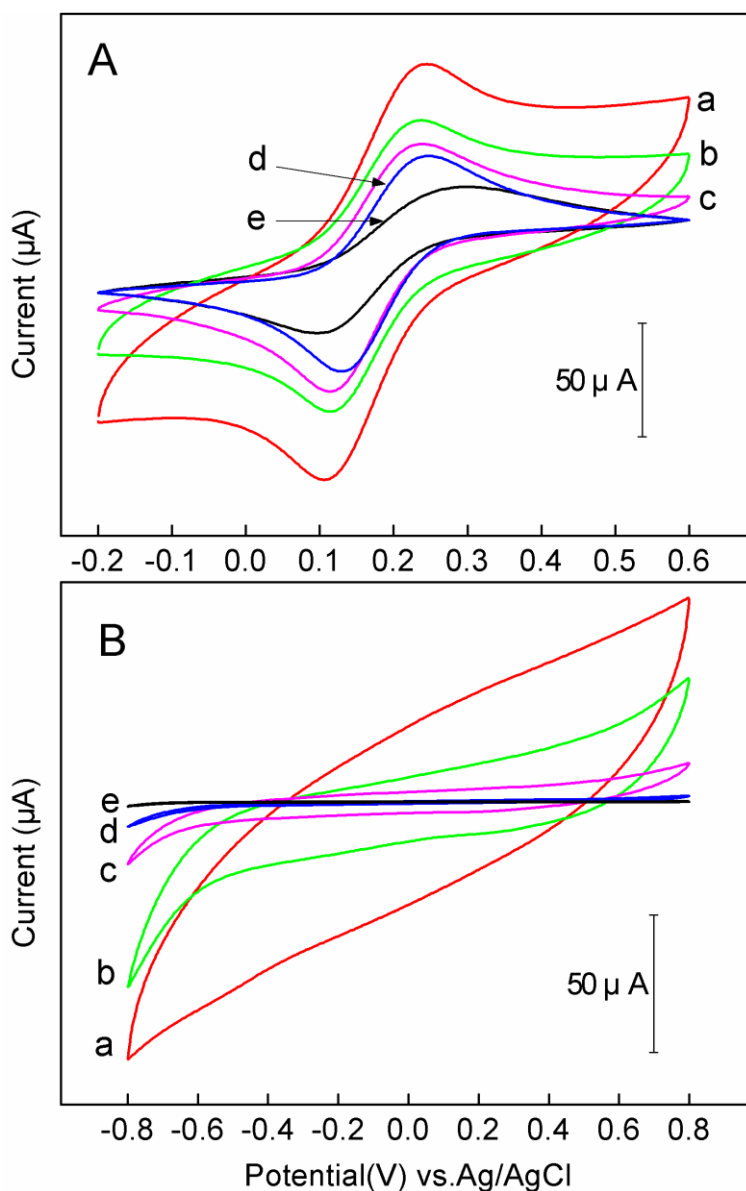 A
a
b
d
c
e
Current (μA)
50 μ A
-0.2 -0.1 0.0 0.1 0.2 0.3 0.4 0.5 0.6
B
e
d
c
Current (μA)
b
50 μ A
a
-0.8 -0.6 -0.4 -0.2 0.0 0.2 0.4 0.6 0.8
Potential(V) vs.Ag/AgCl